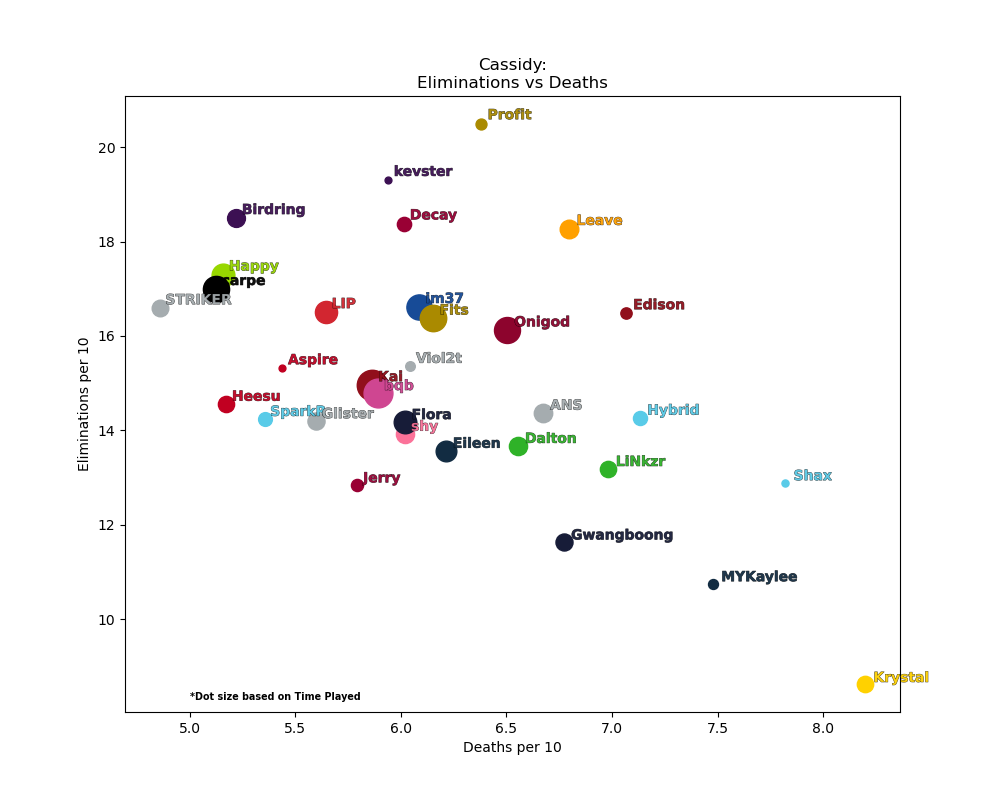 Cassidy:
Eliminations vs Deaths
Profit
kevster
Birdring
Decay
Leave
Happy
carpe
STRIKER
LIP
im37
Fits
Onigod
Edison
Aspire
Viol2t
Kai
pqb
Heesu
SparkR
Glister
Flora
shy
ANS
Hybrid
Eileen
Dalton
LiNkzr
Jerry
Shax
Gwangboong
MYKaylee
Krystal
*Dot size based on Time Played
20
18
16
14
12
10
Eliminations per 10
5.0 5.5 6.0 6.5 7.0 7.5 8.0
Deaths per 10